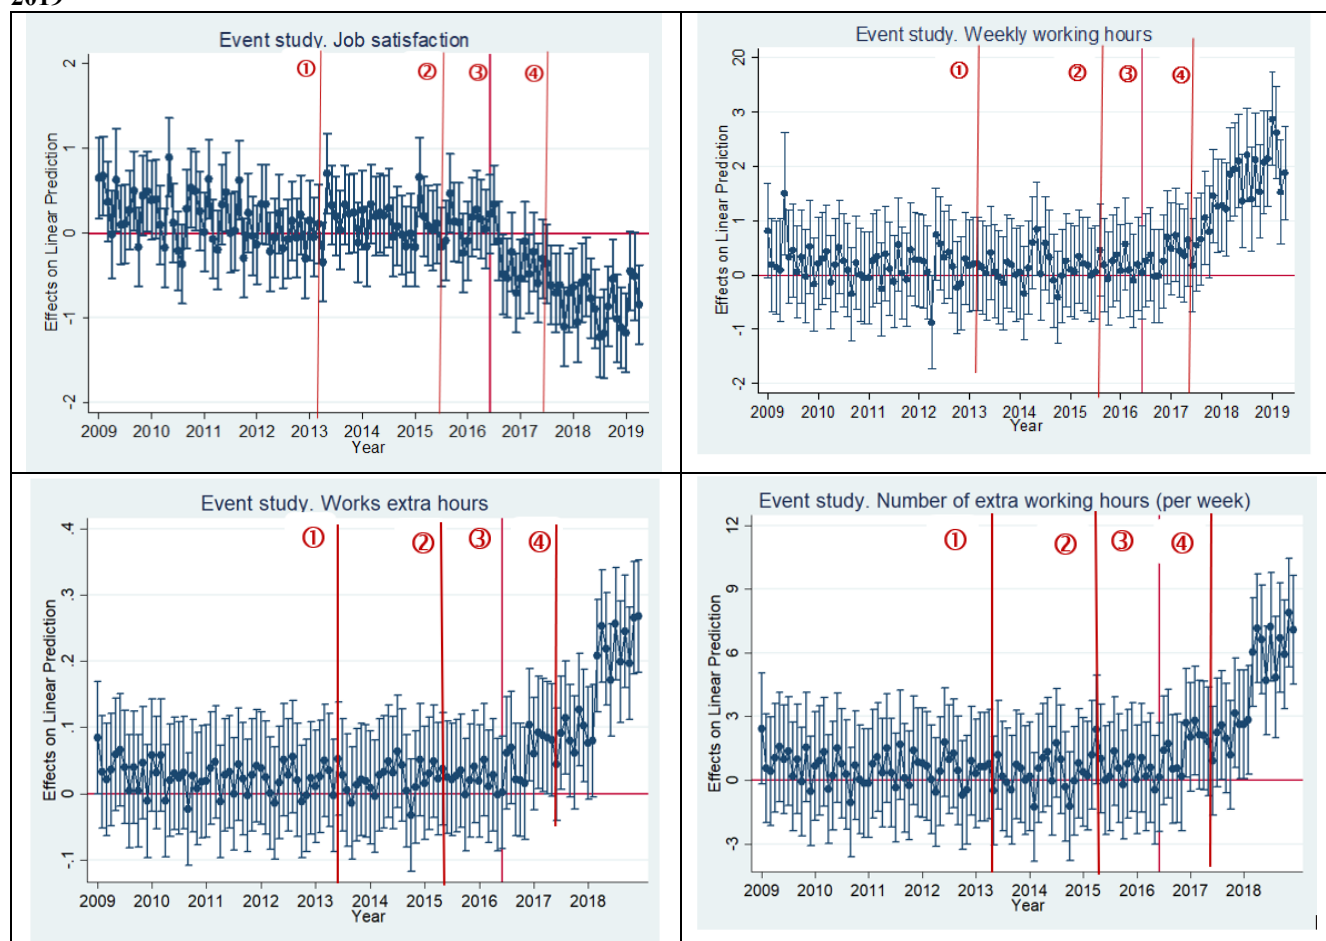 2019
Event study. Job satisfaction
① ② ③ ④
Effects on Linear Prediction
2
1
0
-1
-2
2009 2010 2011 2012 2013 2014 2015 2016 2017 2018 2019
Year
Event study. Weekly working hours
① ② ③ ④
Effects on Linear Prediction
20
3
2
1
0
-1
-2
2009 2010 2011 2012 2013 2014 2015 2016 2017 2018 2019
Year
Event study. Works extra hours
① ② ③ ④
Effects on Linear Prediction
.4
.3
.2
.1
0
-.1
2009 2010 2011 2012 2013 2014 2015 2016 2017 2018
Year
Event study. Number of extra working hours (per week)
① ② ③ ④
Effects on Linear Prediction
12
9
6
3
0
-3
2009 2010 2011 2012 2013 2014 2015 2016 2017 2018
Year